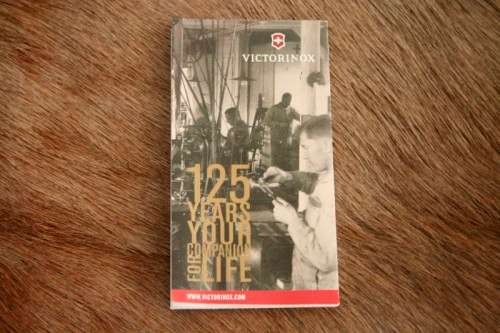 VICTORINOX
125
YEARS
YOUR
COMPANION
FOR LIFE
WWW.VICTORINOX.COM